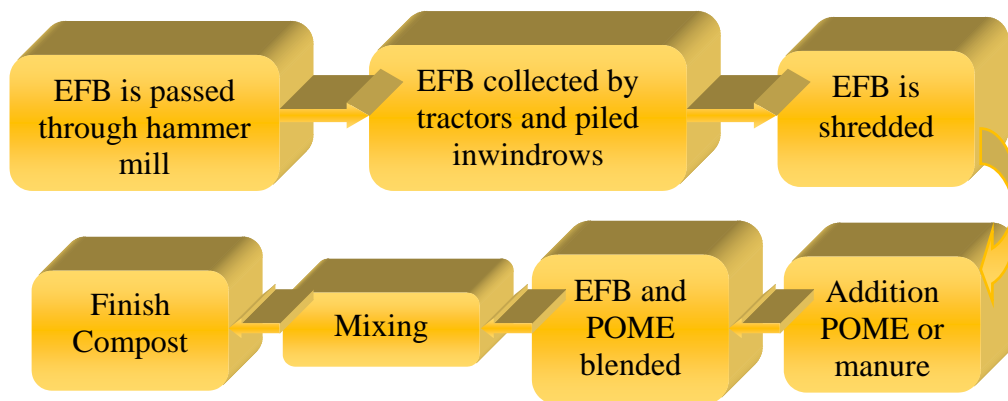 EFB is passed
through hammer
mill
EFB collected by
tractors and piled
inwindrows
EFB is
shredded
Addition
POME or
manure
EFB and
POME
blended
Mixing
Finish
Compost